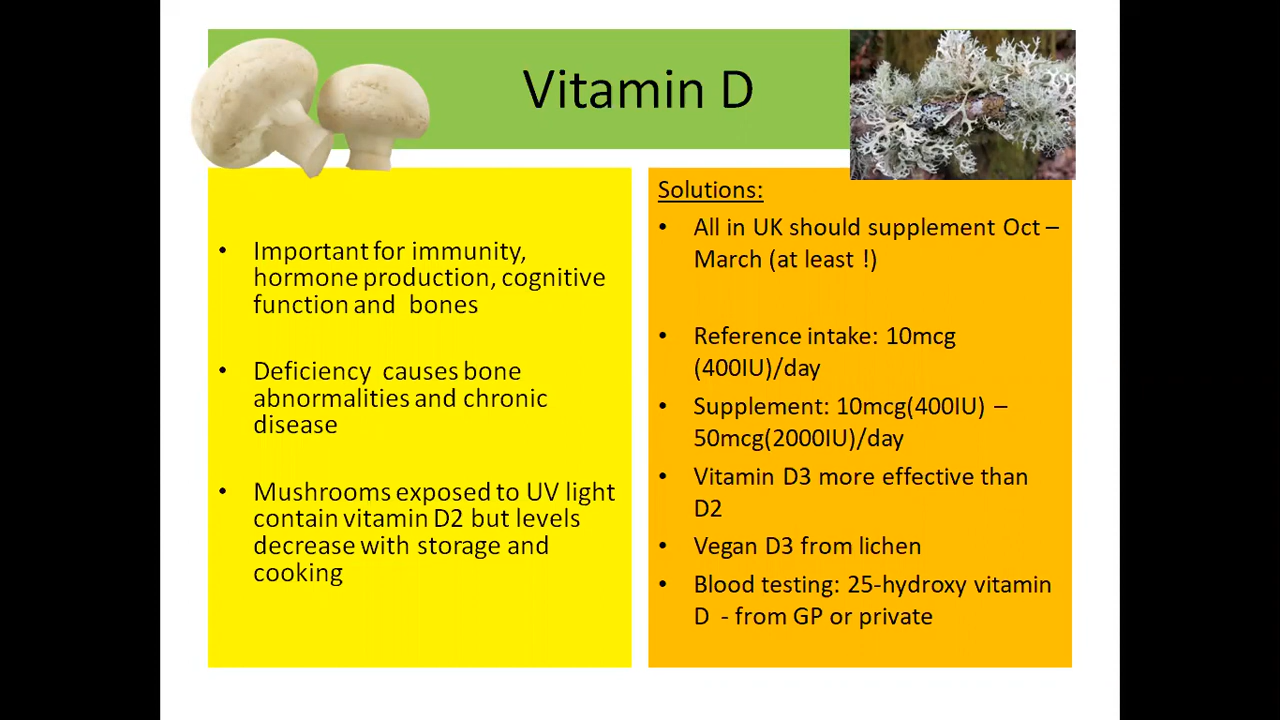 Vitamin D
Important for immunity,
hormone production, cognitive
function and bones
Deficiency causes bone
abnormalities and chronic
disease
Mushrooms exposed to UV light
contain vitamin D2 but levels
decrease with storage and
cooking
Solutions:
All in UK should supplement Oct –
March (at least !)
Reference intake: 10mcg
(400IU)/day
Supplement: 10mcg(400IU) –
50mcg(2000IU)/day
Vitamin D3 more effective than
D2
Vegan D3 from lichen
Blood testing: 25-hydroxy vitamin
D - from GP or private